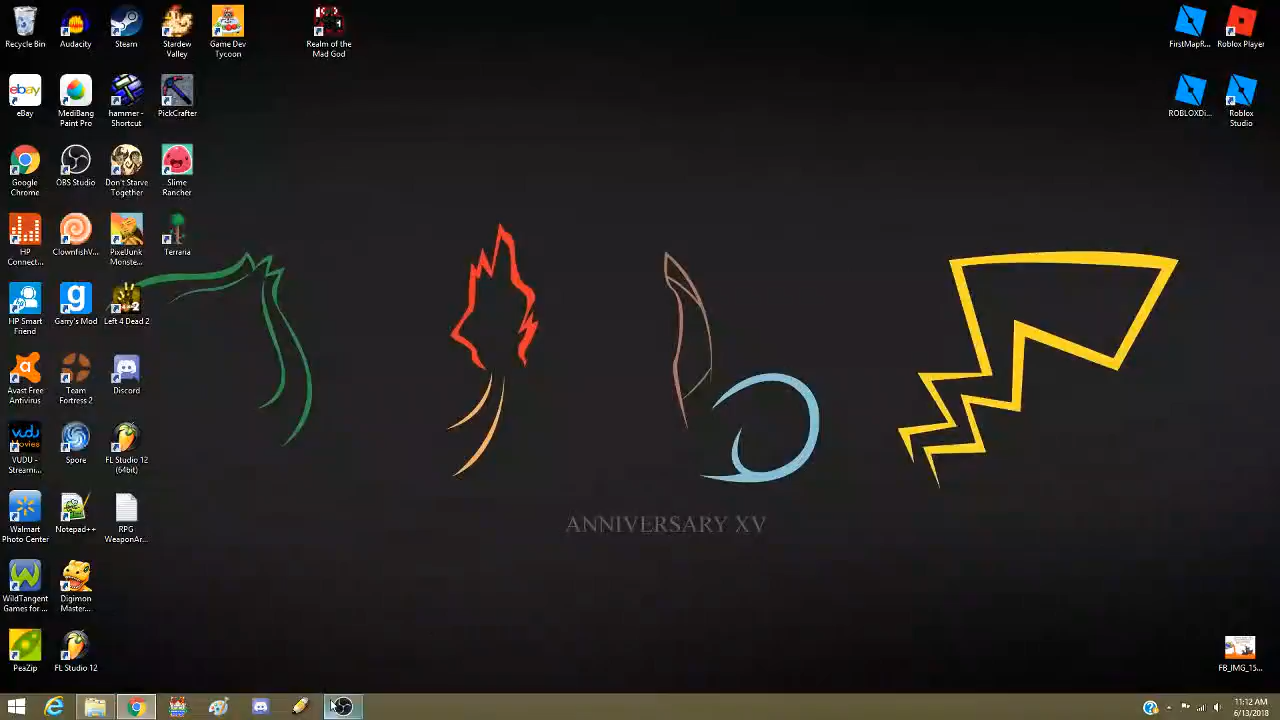 Recycle Bin
Audacity
Steam
Stardew
Valley
Game Dev
Tycoon
Realm of the
Mad God
FirstMapR...
Roblox Player
ebay
eBay
MediBang
Paint Pro
hammer -
Shortcut
PickCrafter
ROBLOXDi...
Roblox
Studio
Google
Chrome
OBS Studio
Don't Starve
Together
Slime
Rancher
HP
Connect...
ClownfishV...
PixelJunk
Monste...
Terraria
HP Smart
Friend
g
Garry's Mod
Left 4 Dead 2
Avast Free
Antivirus
Team
Fortress 2
Discord
VUDU
Movies
VUDU -
Streami...
Spore
FL Studio 12
(64bit)
ANNIVERSARY XV
Walmart
Photo Center
Notepad++
RPG
WeaponAr...
WildTangent
Games for ...
Digimon
Master...
PeaZip
FL Studio 12
FB_IMG_15...
11:12 AM
6/13/2018